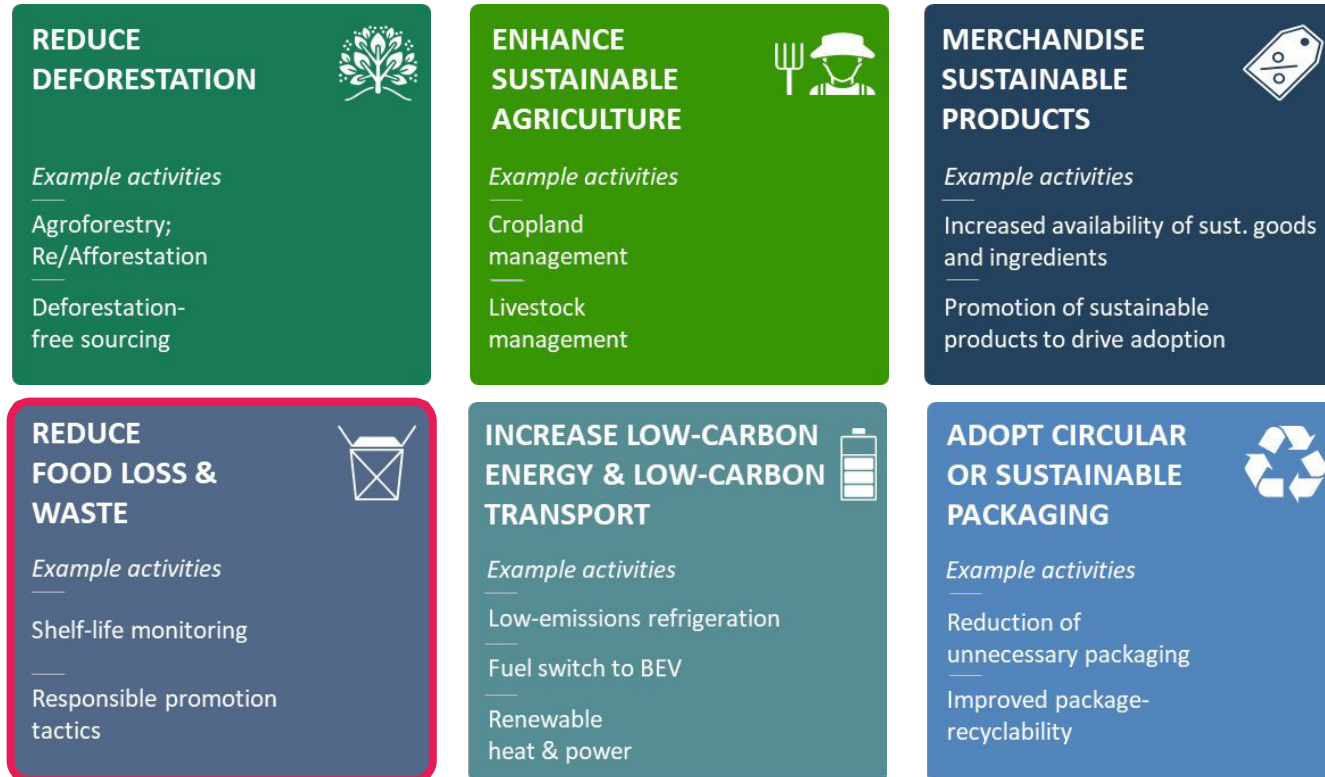 REDUCE
DEFORESTATION
Example activities
Agroforestry;
Re/Afforestation
Deforestation-
free sourcing
ENHANCE
SUSTAINABLE
AGRICULTURE
Example activities
Cropland
management
Livestock
management
MERCHANDISE
SUSTAINABLE
PRODUCTS
Example activities
Increased availability of sust. goods
and ingredients
Promotion of sustainable
products to drive adoption
REDUCE
FOOD LOSS &
WASTE
Example activities
Shelf-life monitoring
Responsible promotion
tactics
INCREASE LOW-CARBON
ENERGY & LOW-CARBON
TRANSPORT
Example activities
Low-emissions refrigeration
Fuel switch to BEV
Renewable
heat & power
ADOPT CIRCULAR
OR SUSTAINABLE
PACKAGING
Example activities
Reduction of
unnecessary packaging
Improved package-
recyclability